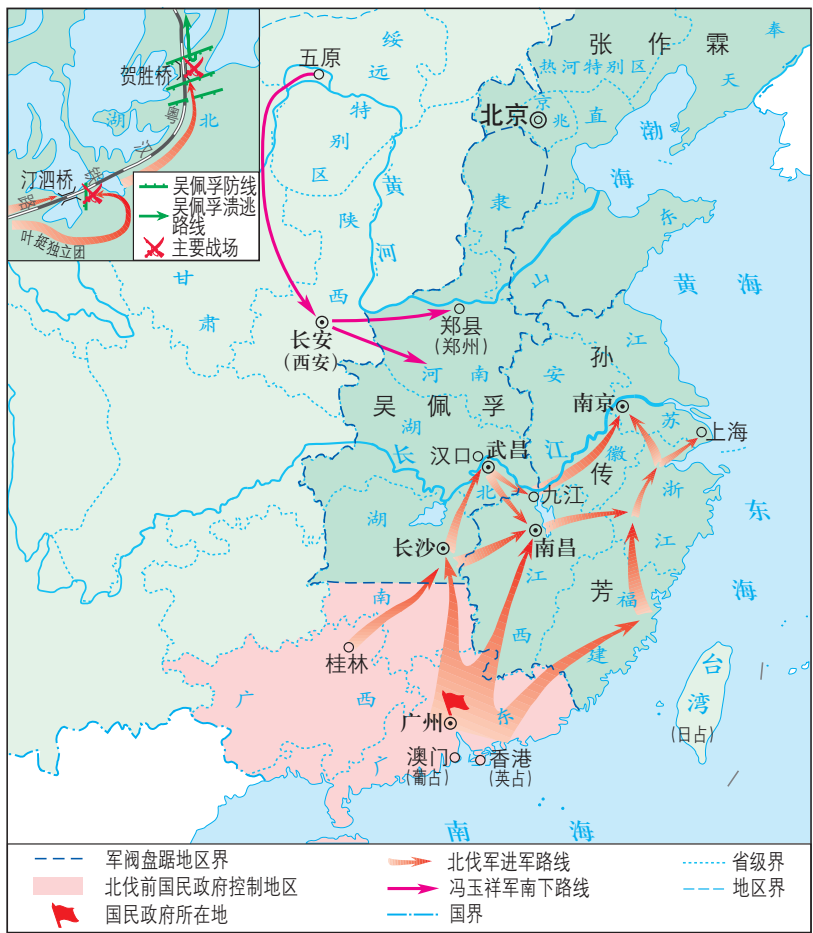 贺胜桥
湖
北
粤
汉
铁
路
汀泗桥
叶挺独立团
吴佩孚防线
吴佩孚溃逃
路线
主要战场
五原
绥
远
特
别
区
张作霖
奉
天
热河特别区
北京
京
兆
直
隶
渤
海
黄
河
陕
西
甘
肃
山
东
黄海
长安
(西安)
郑县
(郑州)
河南
吴佩孚
孙
传
芳
安
徽
江
苏
南京
上海
湖
北
长
江
汉口
武昌
九江
浙
江
东
海
湖
南
长沙
南昌
江
西
福
建
桂林
广
西
广
东
广州
澳门
(葡占)
香港
(英占)
台
湾
(日占)
南海
军阀盘踞地区界
北伐前国民政府控制地区
国民政府所在地
北伐军进军路线
冯玉祥军南下路线
国界
省级界
地区界